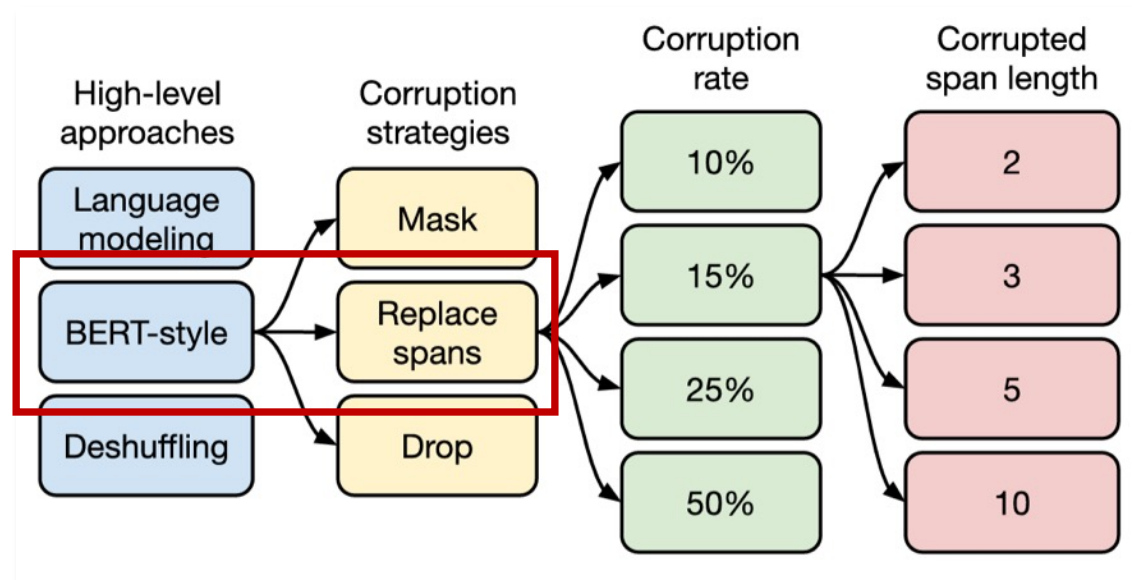 High-level
approaches
Language
modeling
BERT-style
Deshuffling
Corruption
strategies
Mask
Replace
spans
Drop
Corruption
rate
10%
15%
25%
50%
Corrupted
span length
2
3
5
10